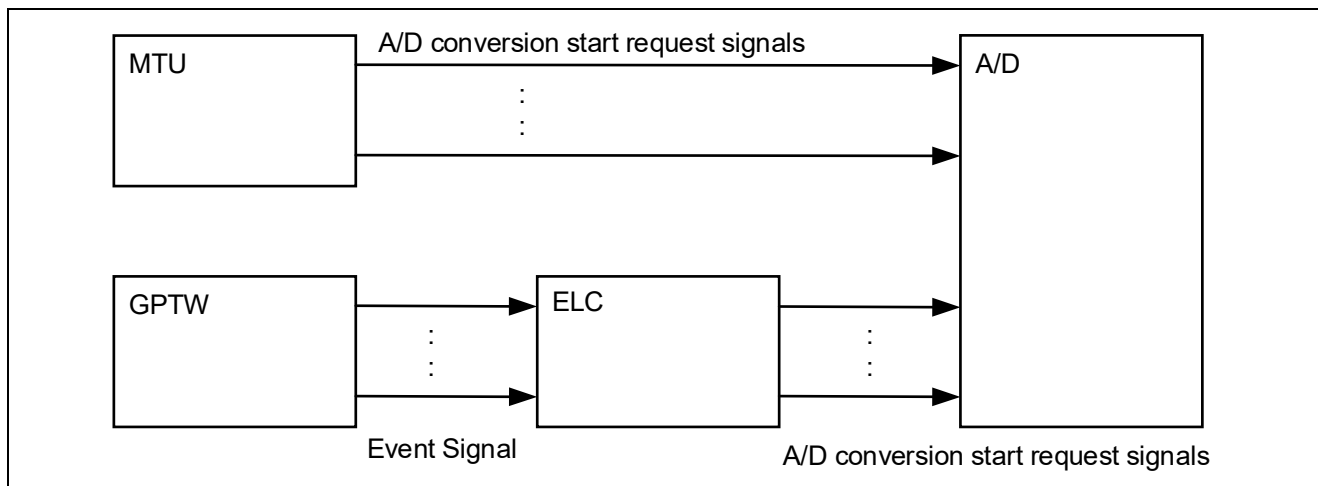 A/D conversion start request signals
MTU
A/D
GPTW
ELC
Event Signal
A/D conversion start request signals